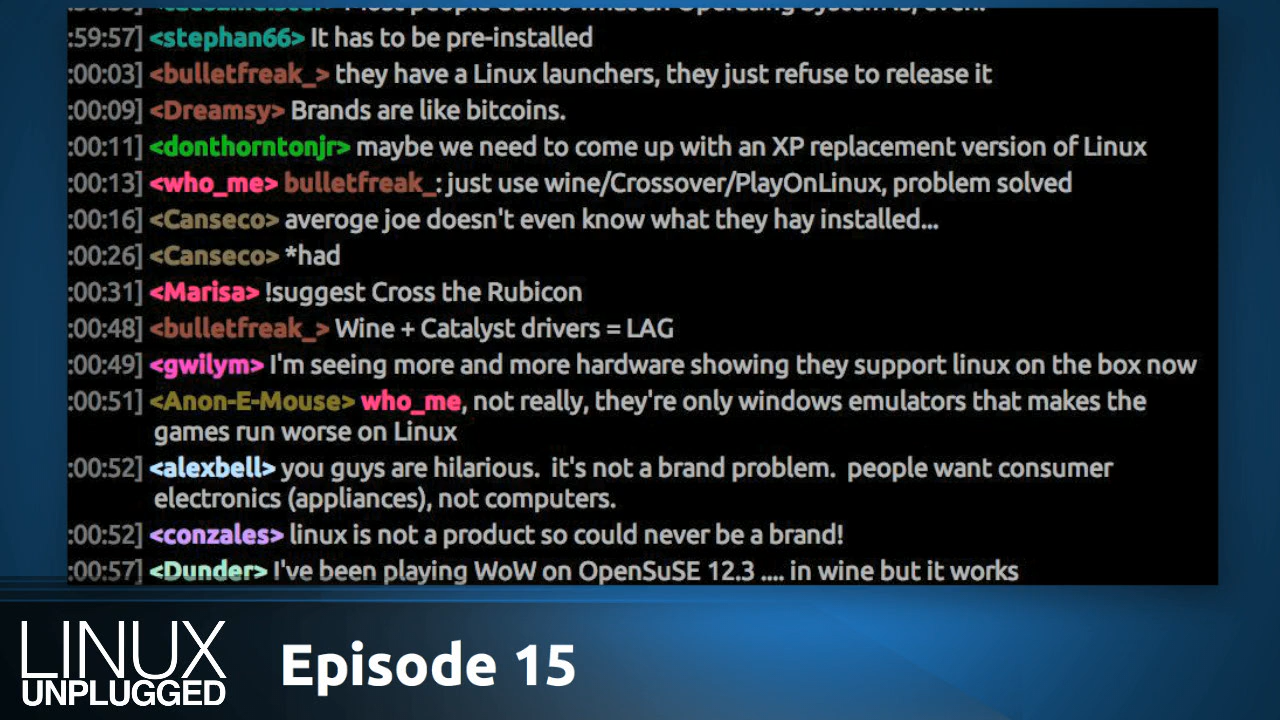 :59:57] <stephan66> It has to be pre-installed
:00:03] <bulletfreak_> they have a Linux launchers, they just refuse to release it
:00:09] <Dreamsy> Brands are like bitcoins.
:00:11] <donthorntonjr> maybe we need to come up with an XP replacement version of Linux
:00:13] <who_me> bulletfreak_: just use wine/Crossover/PlayOnLinux, problem solved
:00:16] <Canseco> averoge joe doesn't even know what they hay installed...
:00:26] <Canseco> *had
:00:31] <Marisa> !suggest Cross the Rubicon
:00:48] <bulletfreak_> Wine + Catalyst drivers = LAG
:00:49] <gwilym> I'm seeing more and more hardware showing they support linux on the box now
:00:51] <Anon-E-Mouse> who_me, not really, they're only windows emulators that makes the
games run worse on Linux
:00:52] <alexbell> you guys are hilarious.  it's not a brand problem.  people want consumer
electronics (appliances), not computers.
:00:52] <conzales> linux is not a product so could never be a brand!
:00:57] <Dunder> I've been playing WoW on OpenSuSE 12.3 .... in wine but it works
LINUX
UNPLUGGED
Episode 15